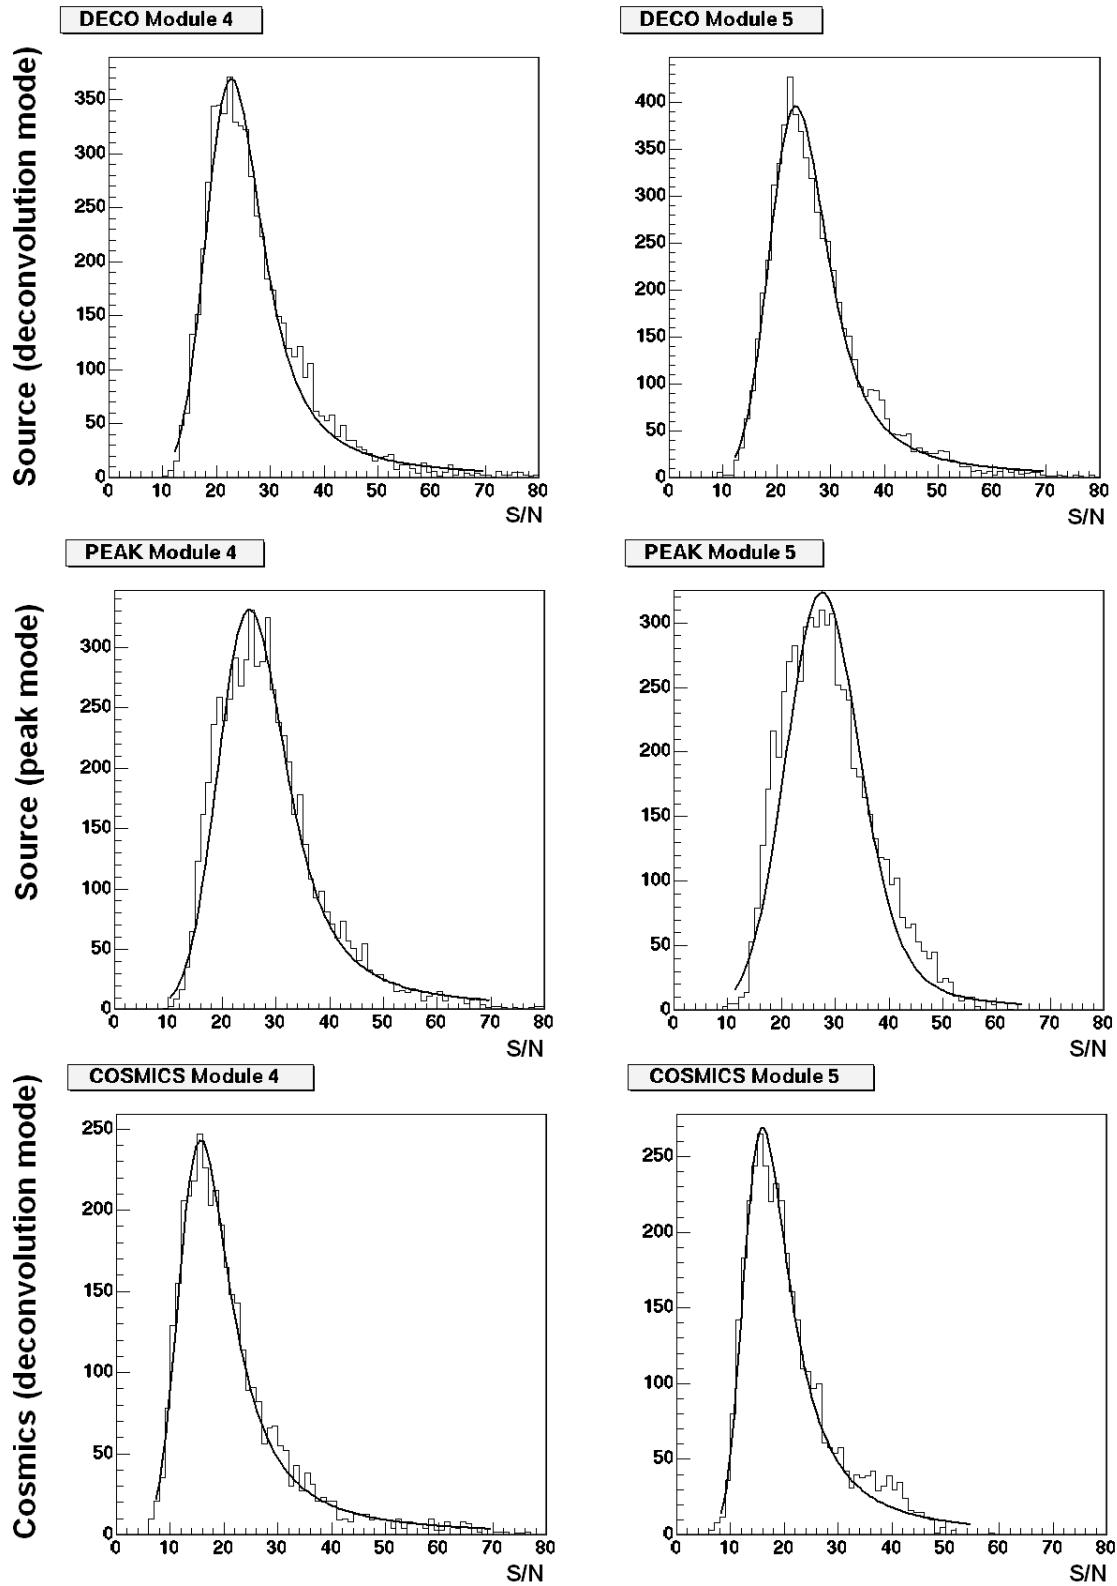 DECO Module 4
Source (deconvolution mode)
350
300
250
200
150
100
50
0
0 10 20 30 40 50 60 70 80
S/N
DECO Module 5
400
350
300
250
200
150
100
50
0
0 10 20 30 40 50 60 70 80
S/N
PEAK Module 4
Source (peak mode)
300
250
200
150
100
50
0
0 10 20 30 40 50 60 70 80
S/N
PEAK Module 5
300
250
200
150
100
50
0
0 10 20 30 40 50 60 70 80
S/N
COSMICS Module 4
Cosmics (deconvolution mode)
250
200
150
100
50
0
0 10 20 30 40 50 60 70 80
S/N
COSMICS Module 5
250
200
150
100
50
0
0 10 20 30 40 50 60 70 80
S/N